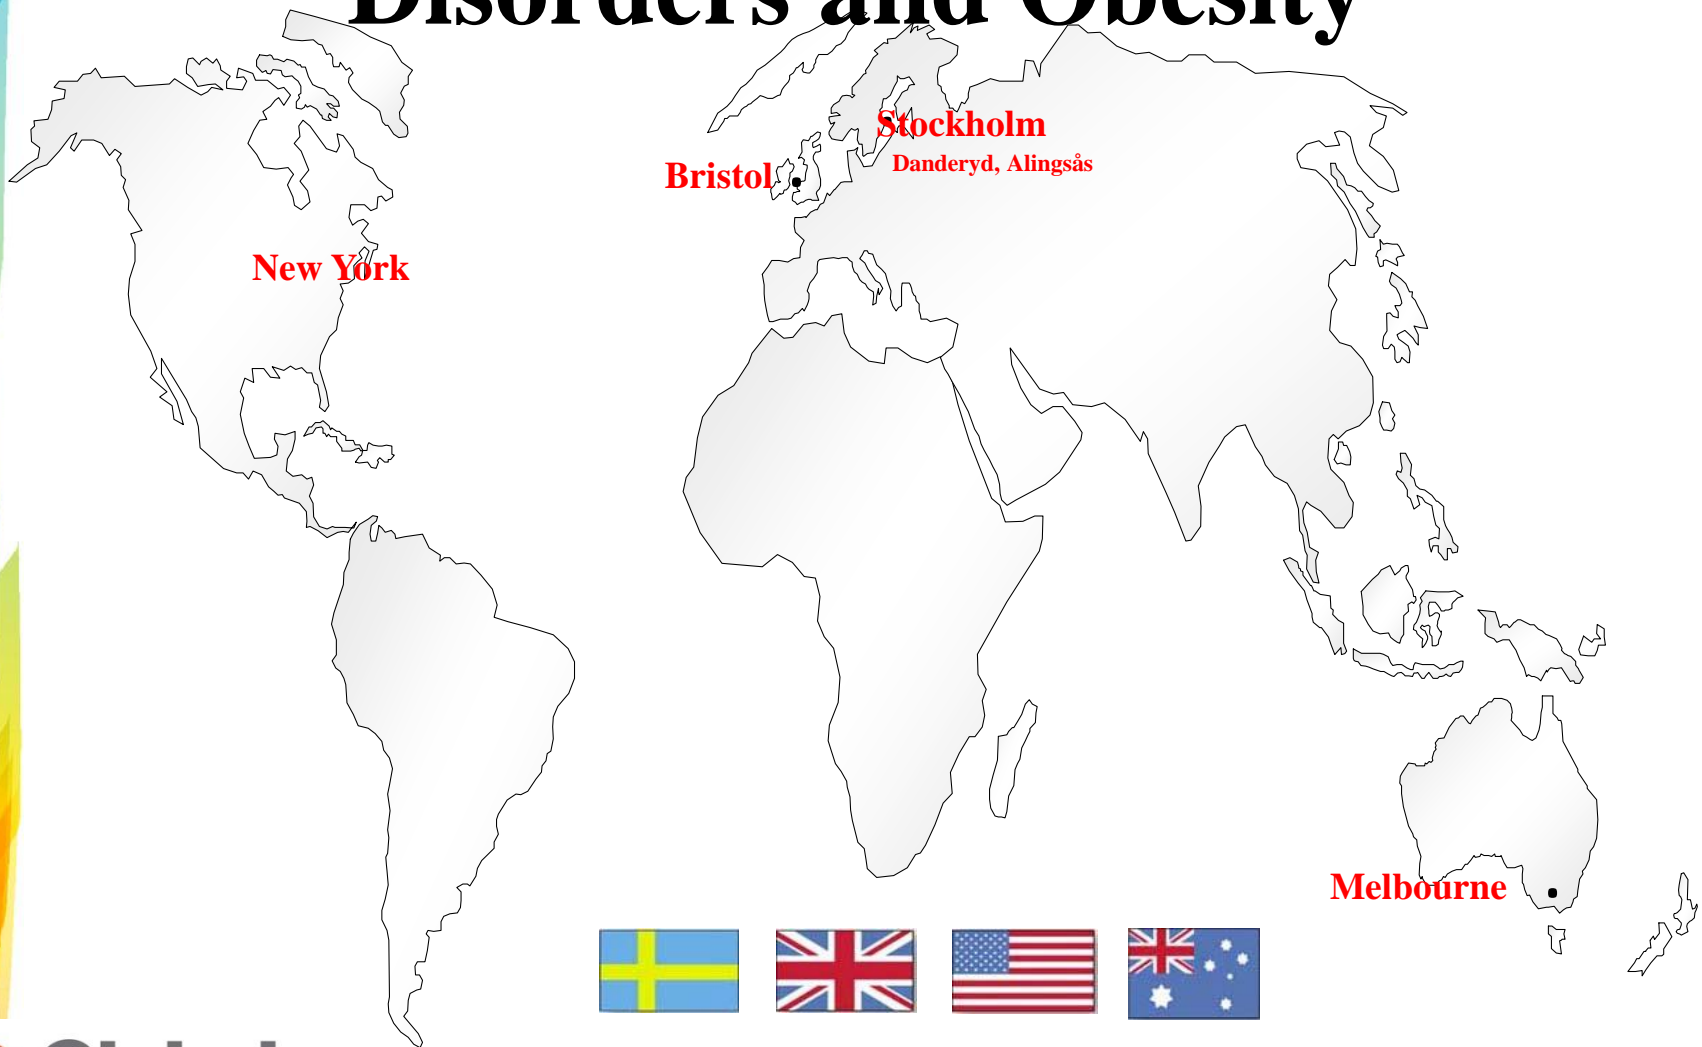 Disorders and Obesity
Stockholm
Danderyd, Alingsås
Bristol
New York
Melbourne